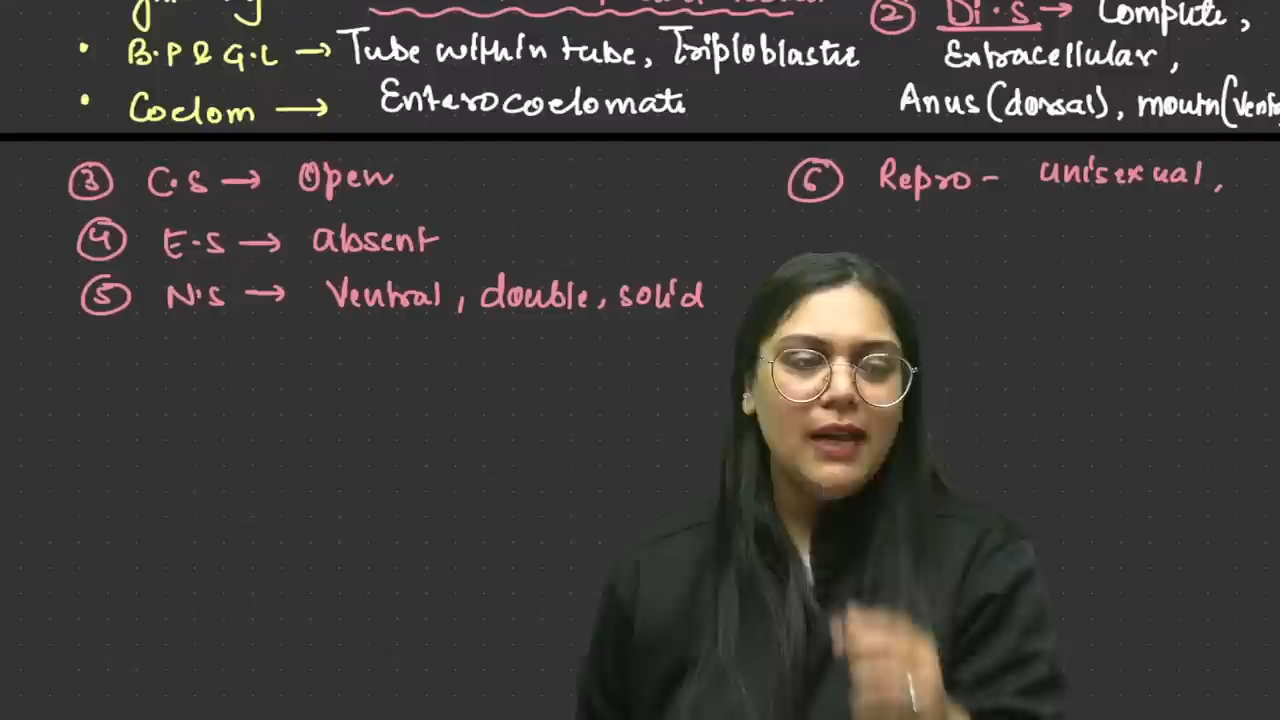 ② Di.S → Complete,
• B.P & G.L → Tube within tube, Triploblastic
Extracellular,
• Coelom → Enterocoelomate
Anus (dorsal), mouth (
③ C.S → Open
⑥ Repro - unisexual,
④ E.S → absent
⑤ N.S → Ventral, double, solid